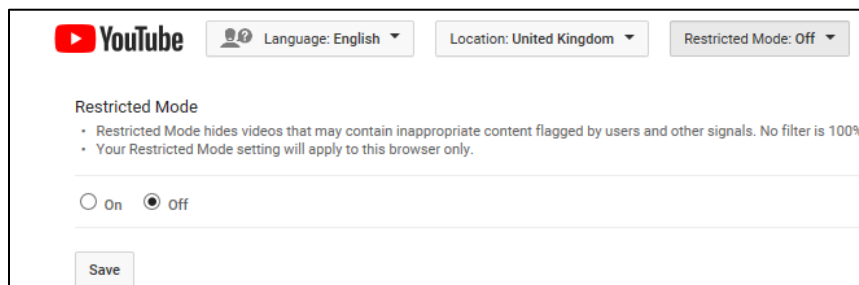 YouTube Language: English Location: United Kingdom Restricted Mode: Off
Restricted Mode
Restricted Mode hides videos that may contain inappropriate content flagged by users and other signals. No filter is 100%
Your Restricted Mode setting will apply to this browser only.
On Off
Save